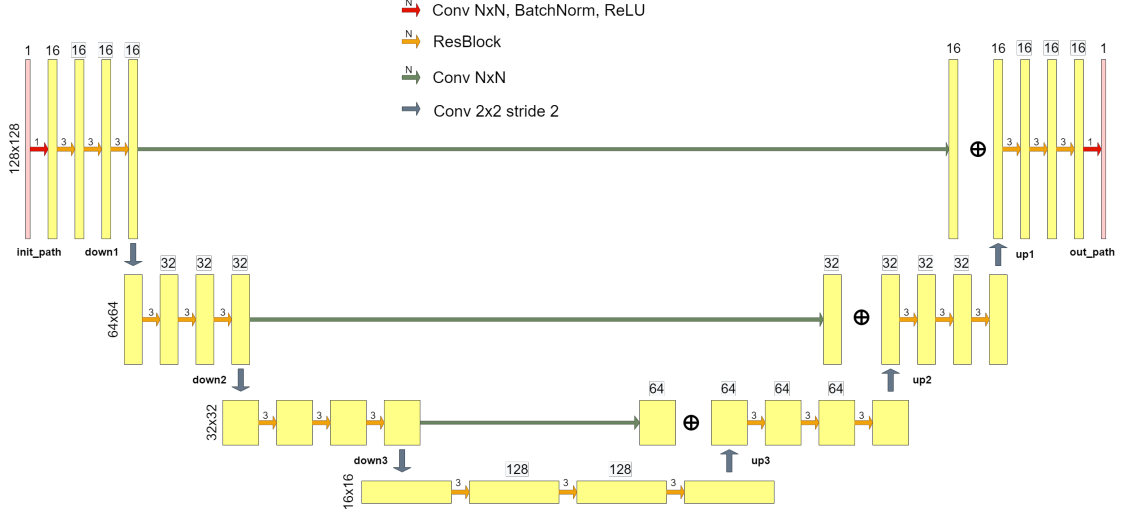 N Conv NxN, BatchNorm, ReLU
N ResBlock
N Conv NxN
Conv 2x2 stride 2
1 16 16 16 16 16 16 16 16 16 1
128x128
1 3 3 3 3 3 3 1
init_path down1 up1 out_path
32 32 32 32 32 32 32
64x64
3 3 3 3 3 3
down2 up2
64 64 64 64
32x32
3 3 3 3 3 3
down3 up3
128 128
16x16
3 3 3